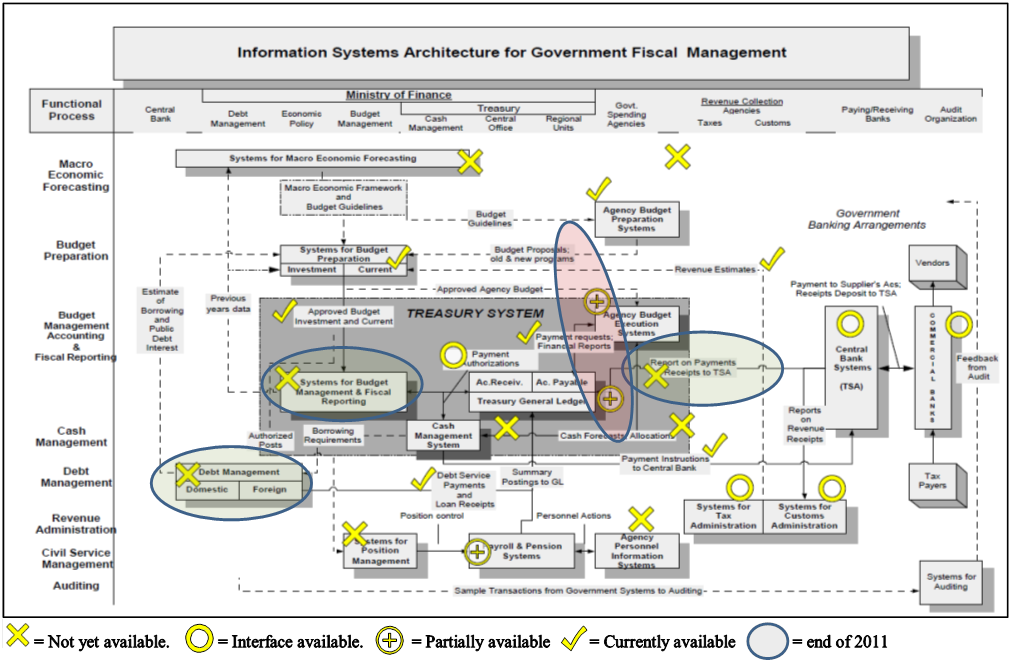 Information Systems Architecture for Government Fiscal Management
Functional
Process
Central
Bank
Ministry of Finance
Debt
Management
Economic
Policy
Budget
Management
Treasury
Cash
Management
Central
Office
Regional
Units
Govt.
Spending
Agencies
Revenue Collection
Agencies
Taxes
Customs
Paying/Receiving
Banks
Audit
Organization
Macro
Economic
Forecasting
Systems for Macro Economic Forecasting
Macro Economic Framework
and
Budget Guidelines
Budget
Guidelines
Agency Budget
Preparation
Systems
Government
Banking Arrangements
Budget
Preparation
Systems for Budget
Preparation
Investment
Current
Budget Proposals;
old & new programs
Revenue Estimates
Vendors
Estimate
of
Borrowing
and
Public
Debt
Interest
Previous
years data
Approved Agency Budget
Payment to Supplier's Acs;
Receipts Deposit to TSA
Budget
Management
Accounting
&
Fiscal Reporting
Approved Budget
Investment and Current
TREASURY SYSTEM
Agency Budget
Execution
Systems
Payment requests;
Financial Reports
Payment
Authorizations
Report on Payments
Receipts to TSA
Central
Bank
Systems
(TSA)
COMMERCIAL BANKS
Feedback
from
Audit
Systems for Budget
Management & Fiscal
Reporting
Ac.Receiv.
Ac. Payable
Treasury General Ledger
Reports
on
Revenue
Receipts
Cash
Management
Authorized
Posts
Borrowing
Requirements
Cash
Management
System
Cash Forecasts, Allocations
Payment Instructions
to Central Bank
Debt
Management
Debt Management
Domestic
Foreign
Debt Service
Payments
and
Loan Receipts
Summary
Postings to GL
Tax
Payers
Revenue
Administration
Position control
Personnel Actions
Systems for
Tax
Administration
Systems for
Customs
Administration
Civil Service
Management
Systems for
Position
Management
Payroll & Pension
Systems
Agency
Personnel
Information
Systems
Auditing
Sample Transactions from Government Systems to Auditing
Systems for
Auditing
= Not yet available.
= Interface available.
= Partially available
= Currently available
= end of 2011